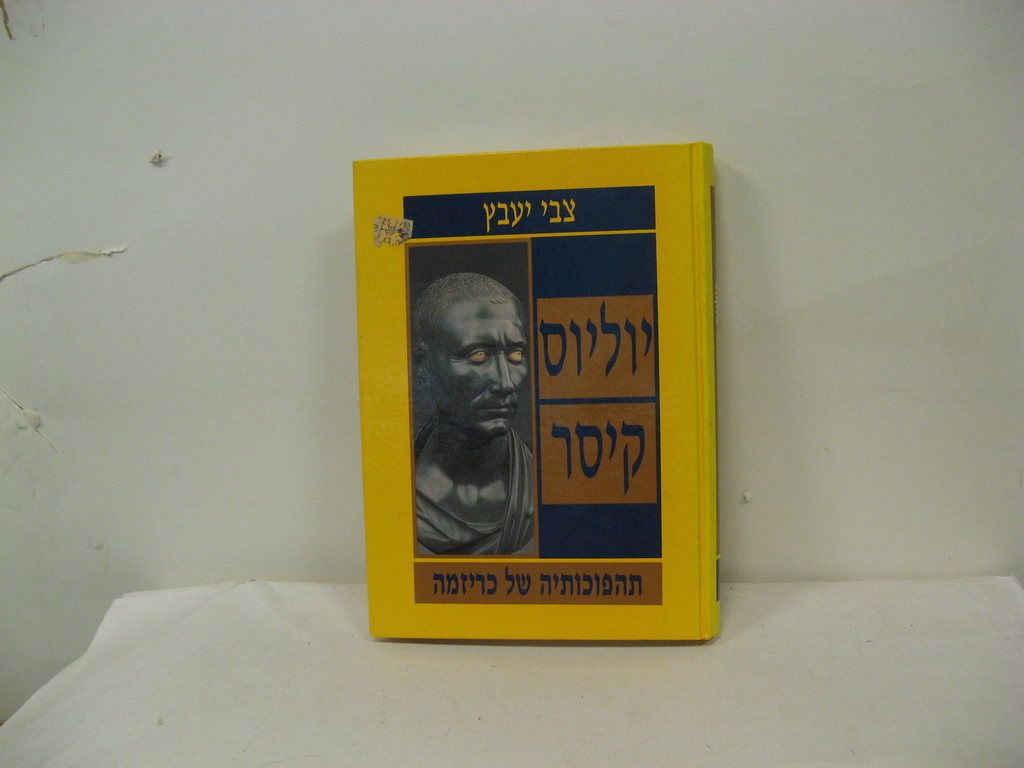 צבי יעבץ
יוליוס
קיסר
תהפוכותיה של כריזמה